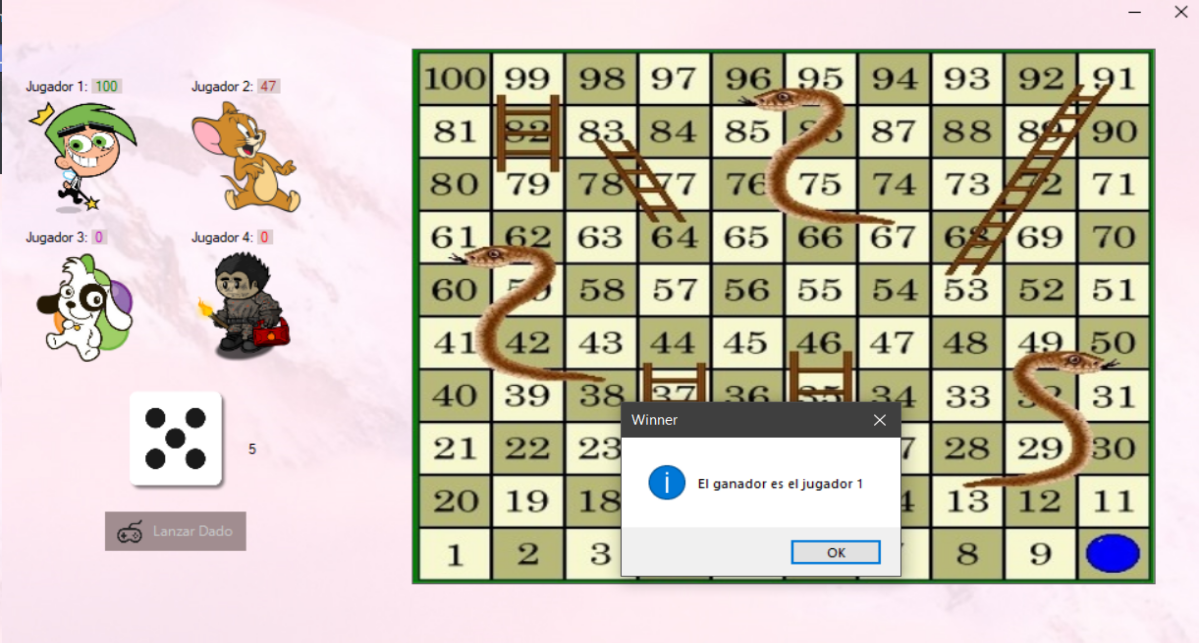 Jugador 1: 100
Jugador 2: 47
Jugador 3: 0
Jugador 4: 0
5
Lanzar Dado
100 99 98 97 96 95 94 93 92 91
81 82 83 84 85 86 87 88 89 90
80 79 78 77 76 75 74 73 72 71
61 62 63 64 65 66 67 68 69 70
60 59 58 57 56 55 54 53 52 51
41 42 43 44 45 46 47 48 49 50
40 39 38 37 36 35 34 33 32 31
21 22 23 28 29 30
20 19 18 13 12 11
1 2 3 8 9
Winner
El ganador es el jugador 1
OK